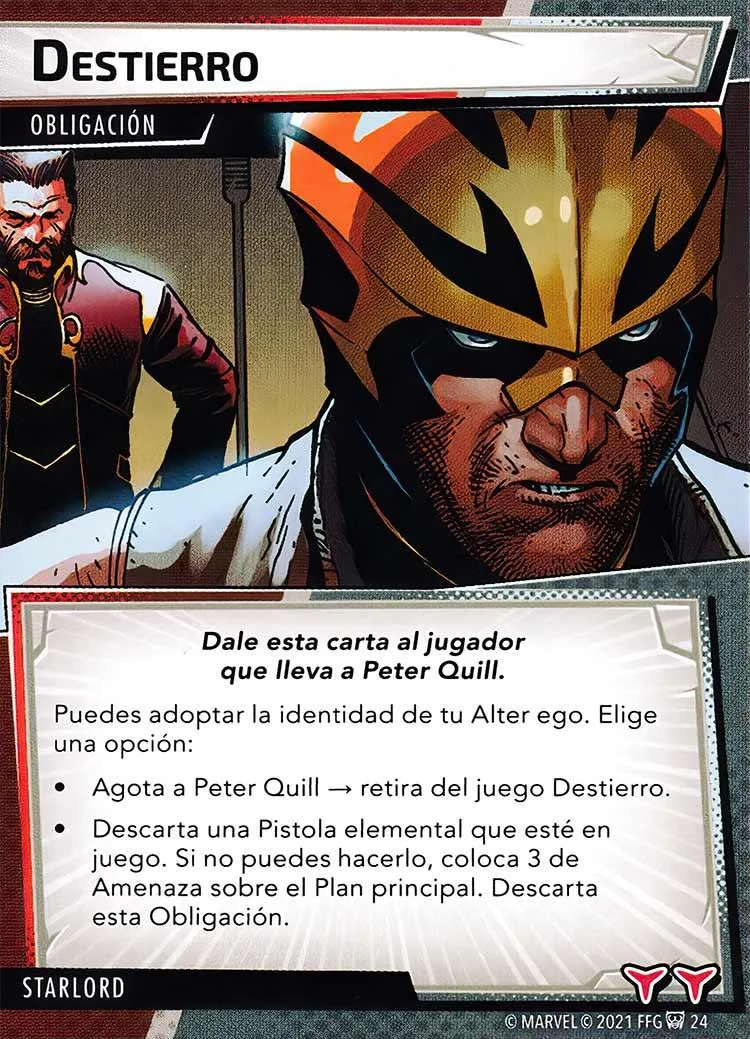 DESTIERRO
OBLIGACIÓN
Dale esta carta al jugador
que lleva a Peter Quill.
Puedes adoptar la identidad de tu Alter ego. Elige
una opción:
• Agota a Peter Quill → retira del juego Destierro.
• Descarta una Pistola elemental que esté en
juego. Si no puedes hacerlo, coloca 3 de
Amenaza sobre el Plan principal. Descarta
esta Obligación.
STARLORD
© MARVEL © 2021 FFG 24